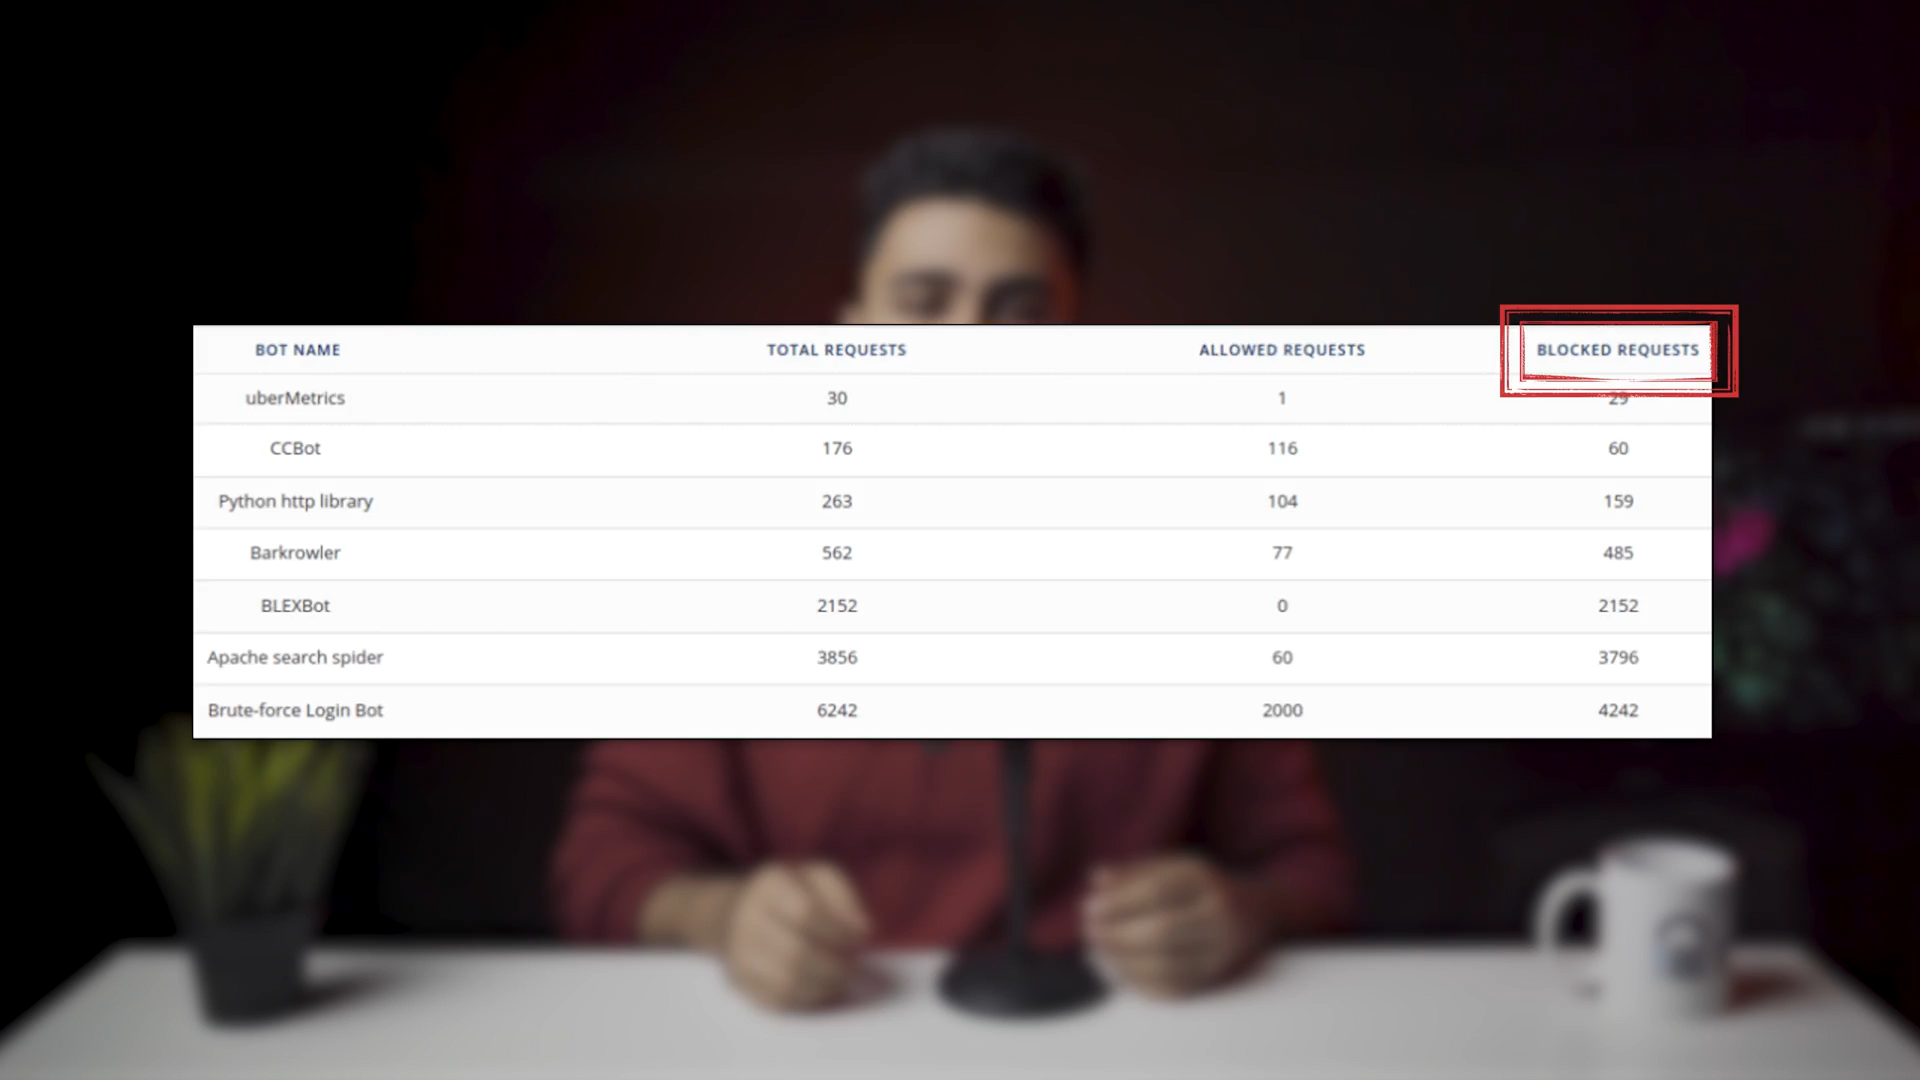 BOT NAME TOTAL REQUESTS ALLOWED REQUESTS BLOCKED REQUESTS
uberMetrics 30 1 29
CCBot 176 116 60
Python http library 263 104 159
Barkrowler 562 77 485
BLEXBot 2152 0 2152
Apache search spider 3856 60 3796
Brute-force Login Bot 6242 2000 4242